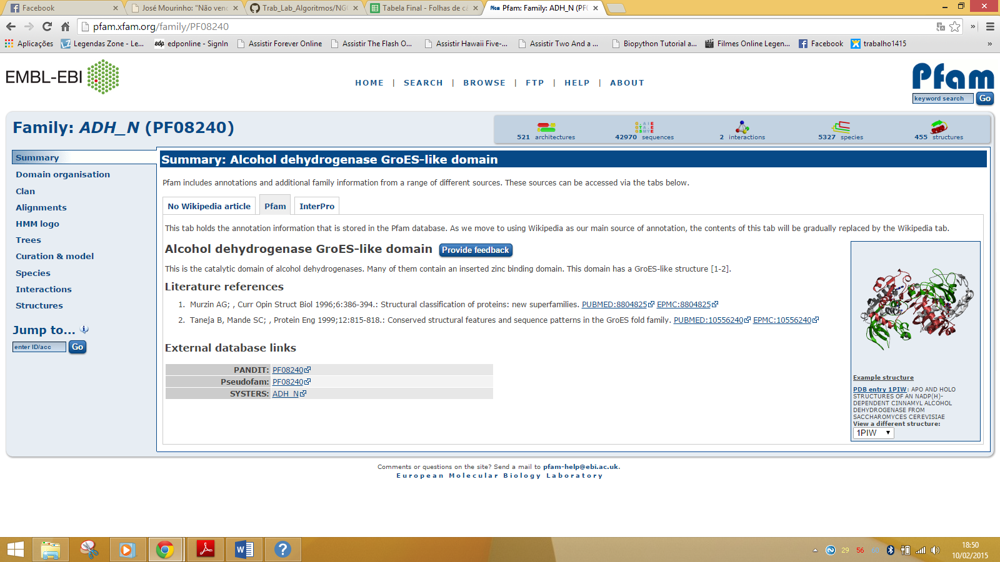 Facebook
José Mourinho: "Não venc
Trab_Lab_Algoritmos/NG
Tabela Final - Folhas de cá
Pfam: Family: ADH_N (PF0
pfam.xfam.org/family/PF08240
Aplicações
Legendas Zone - Le...
edp edponline - SignIn
Assistir Forever Online
Assistir The Flash O...
Assistir Hawaii Five-...
Assistir Two And a ...
Biopython Tutorial a...
Filmes Online Legen...
Facebook
trabalho1415
»
EMBL-EBI
HOME | SEARCH | BROWSE | FTP | HELP | ABOUT
Pfam
keyword search Go
Family: ADH_N (PF08240)
521 architectures
42970 sequences
2 interactions
5327 species
455 structures
Summary
Domain organisation
Clan
Alignments
HMM logo
Trees
Curation & model
Species
Interactions
Structures
Jump to...
enter ID/acc Go
Summary: Alcohol dehydrogenase GroES-like domain
Pfam includes annotations and additional family information from a range of different sources. These sources can be accessed via the tabs below.
No Wikipedia article
Pfam
InterPro
This tab holds the annotation information that is stored in the Pfam database. As we move to using Wikipedia as our main source of annotation, the contents of this tab will be gradually replaced by the Wikipedia tab.
Alcohol dehydrogenase GroES-like domain Provide feedback
This is the catalytic domain of alcohol dehydrogenases. Many of them contain an inserted zinc binding domain. This domain has a GroES-like structure [1-2].
Literature references
1. Murzin AG; , Curr Opin Struct Biol 1996;6:386-394.: Structural classification of proteins: new superfamilies. PUBMED:8804825 EPMC:8804825
2. Taneja B, Mande SC; , Protein Eng 1999;12:815-818.: Conserved structural features and sequence patterns in the GroES fold family. PUBMED:10556240 EPMC:10556240
External database links
PANDIT: PF08240
Pseudofam: PF08240
SYSTERS: ADH_N
Example structure
PDB entry 1PIW: APO AND HOLO
STRUCTURES OF AN NADP(H)-
DEPENDENT CINNAMYL ALCOHOL
DEHYDROGENASE FROM
SACCHAROMYCES CEREVISIAE
View a different structure:
1PIW
Comments or questions on the site? Send a mail to pfam-help@ebi.ac.uk.
European Molecular Biology Laboratory
29
56
18:50
10/02/2015